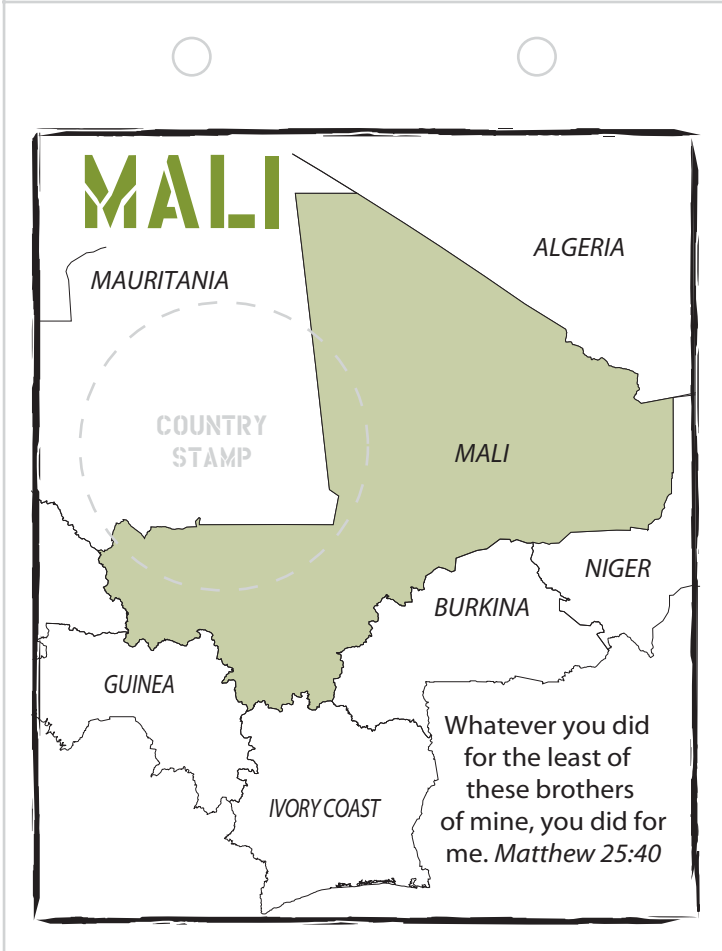 MALI
ALGERIA
MAURITANIA
COUNTRY
STAMP
MALI
NIGER
BURKINA
GUINEA
IVORY COAST
Whatever you did
for the least of
these brothers
of mine, you did for
me. Matthew 25:40